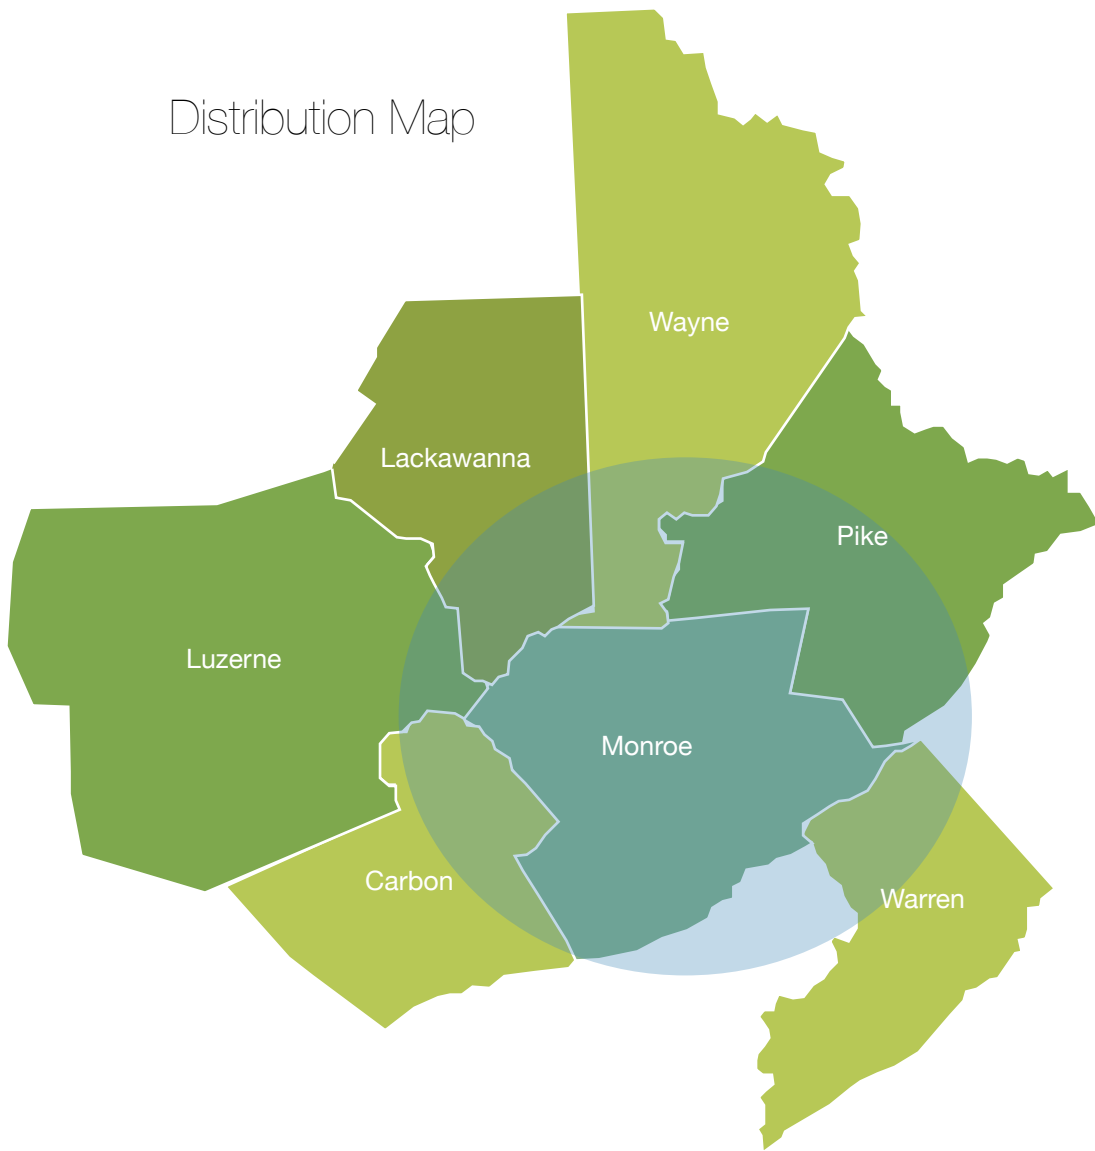 Distribution Map
Wayne
Lackawanna
Pike
Luzerne
Monroe
Carbon
Warren